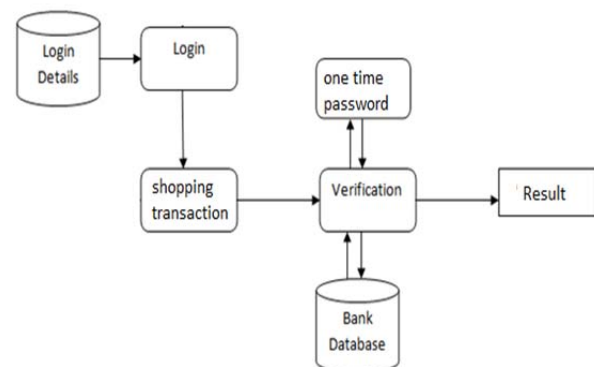 Login
Details
Login
one time
password
shopping
transaction
Verification
Result
Bank
Database